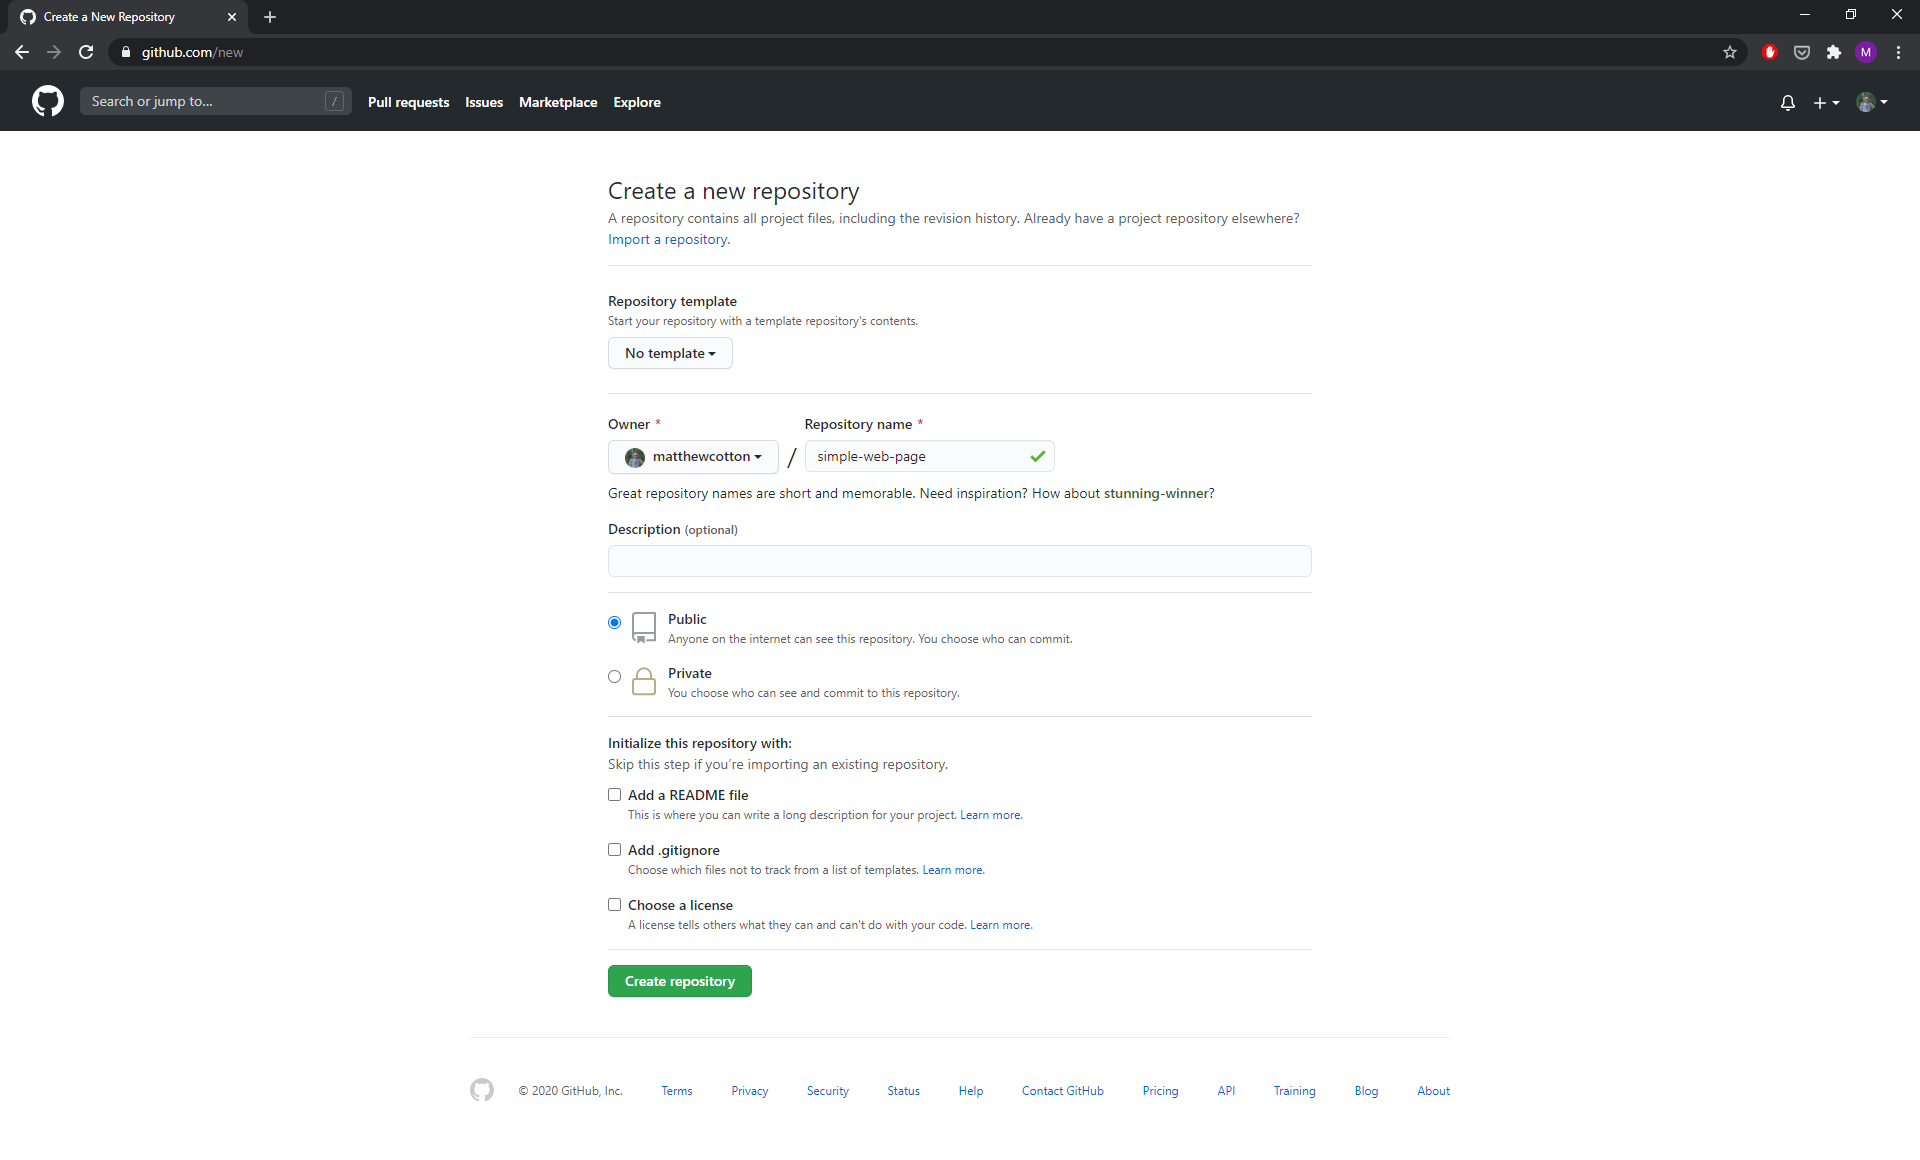 Create a New Repository
github.com/new
M
Search or jump to... /
Pull requests Issues Marketplace Explore
Create a new repository
A repository contains all project files, including the revision history. Already have a project repository elsewhere?
Import a repository.
Repository template
Start your repository with a template repository's contents.
No template
Owner * Repository name *
matthewcotton / simple-web-page
Great repository names are short and memorable. Need inspiration? How about stunning-winner?
Description (optional)
Public
Anyone on the internet can see this repository. You choose who can commit.
Private
You choose who can see and commit to this repository.
Initialize this repository with:
Skip this step if you’re importing an existing repository.
Add a README file
This is where you can write a long description for your project. Learn more.
Add .gitignore
Choose which files not to track from a list of templates. Learn more.
Choose a license
A license tells others what they can and can't do with your code. Learn more.
Create repository
© 2020 GitHub, Inc. Terms Privacy Security Status Help Contact GitHub Pricing API Training Blog About